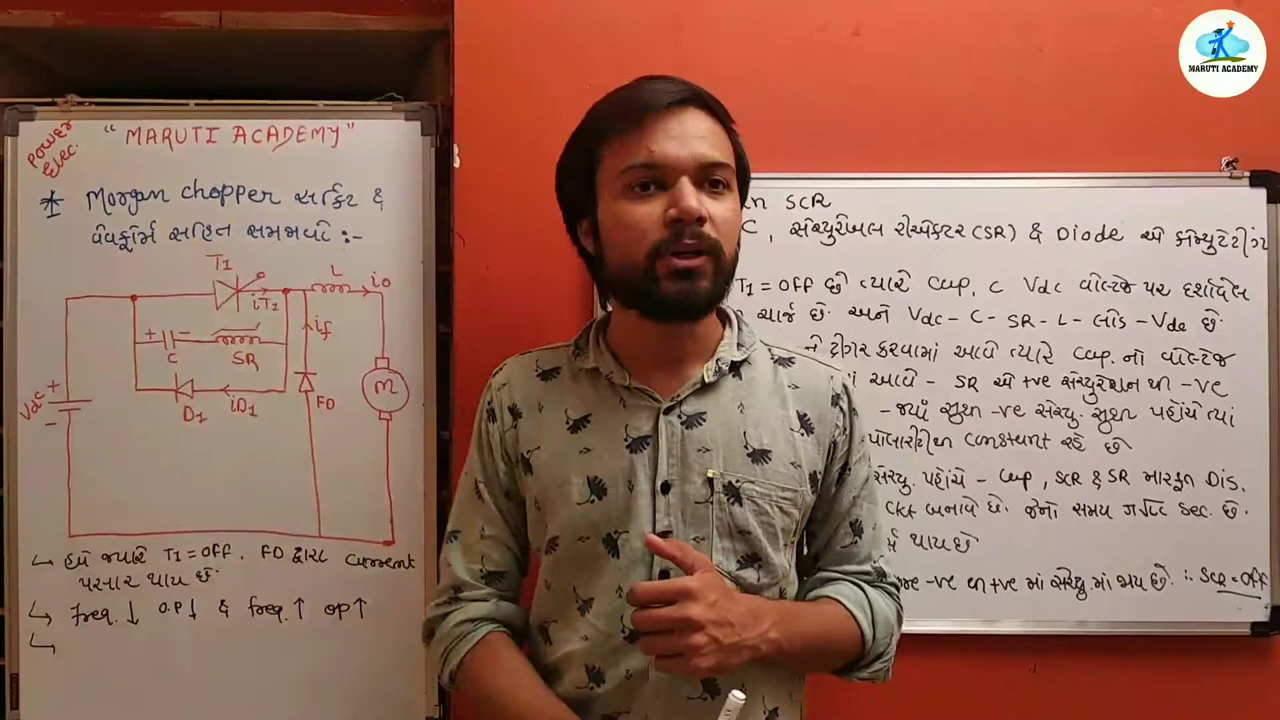 Power
Elec.
"MARUTI ACADEMY"
* Morgan chopper સર્કિટ &
વેવફોર્મ સહિત સમજાવો :-
T1
L
io
iT1
if
+ -
C
SR
D1
iD1
FD
M
Vdc
+
-
↳ હવે જ્યારે T1 = OFF. FD દ્વારા current
પસાર થાય છે
↳ Freq. ↓ O.P ↓ & freq. ↑ op ↑
MARUTI ACADEMY
SCR
C, સેચ્યુરેબલ રીએક્ટર (SR) & Diode એ કોમ્યુટેટીંગ
T1 = OFF છે ત્યારે cap. C Vdc વોલ્ટેજ પર દર્શાવેલ
ચાર્જ છે. અને Vdc - C - SR - L - લોડ - Vdc છે
ટ્રીગર કરવામાં આવે ત્યારે cap. નો વોલ્ટેજ
આવે - SR એ +ve સેચ્યુરેશન થી -ve
- જ્યાં સુધી -ve સેચ્યુ. સુધી પહોંચે ત્યાં
પોલારીટી constant રહે છે
સેચ્યુ. પહોંચે - cap, SCR & SR મારફત Dis.
ckt બનાવે છે. જેનો સમય sec. છે.
થાય છે
-ve થી +ve માં સેચ્યુ. માં જાય છે. ∴ SCR = OFF